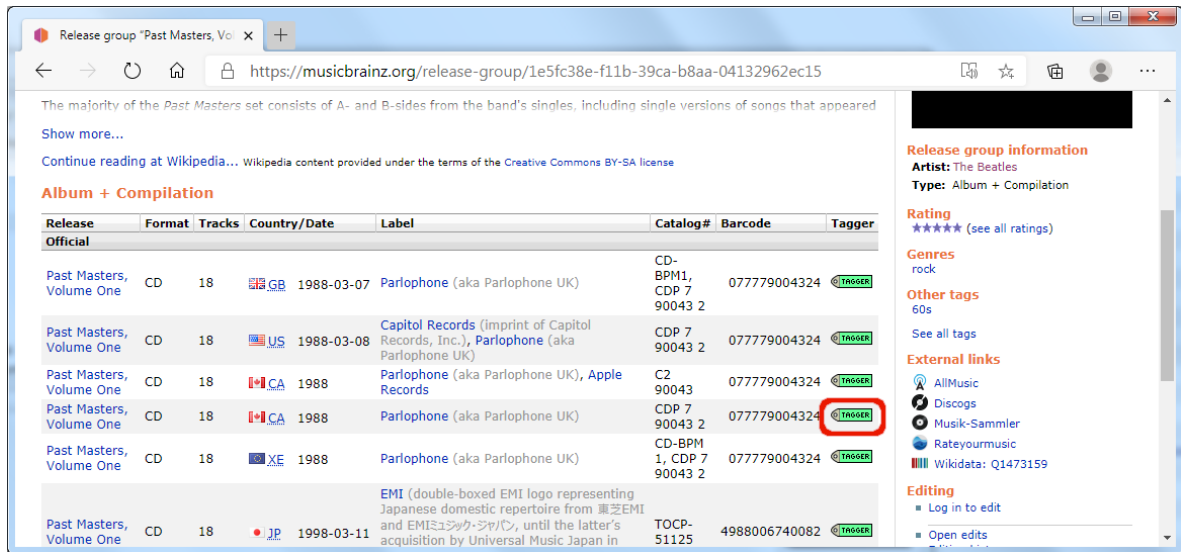 Release group "Past Masters, Vol
https://musicbrainz.org/release-group/1e5fc38e-f11b-39ca-b8aa-04132962ec15
The majority of the Past Masters set consists of A- and B-sides from the band's singles, including single versions of songs that appeared
Show more...
Continue reading at Wikipedia... Wikipedia content provided under the terms of the Creative Commons BY-SA license
Album + Compilation
Release Format Tracks Country/Date Label Catalog# Barcode Tagger
Official
Past Masters, Volume One CD 18 GB 1988-03-07 Parlophone (aka Parlophone UK) CD-BPM1, CDP 7 90043 2 077779004324 TAGGER
Past Masters, Volume One CD 18 US 1988-03-08 Capitol Records (imprint of Capitol Records, Inc.), Parlophone (aka Parlophone UK) CDP 7 90043 2 077779004324 TAGGER
Past Masters, Volume One CD 18 CA 1988 Parlophone (aka Parlophone UK), Apple Records C2 90043 077779004324 TAGGER
Past Masters, Volume One CD 18 CA 1988 Parlophone (aka Parlophone UK) CDP 7 90043 2 077779004324 TAGGER
Past Masters, Volume One CD 18 XE 1988 Parlophone (aka Parlophone UK) CD-BPM 1, CDP 7 90043 2 077779004324 TAGGER
Past Masters, Volume One CD 18 JP 1998-03-11 EMI (double-boxed EMI logo representing Japanese domestic repertoire from 東芝EMI and EMIミュジック・ジャパン, until the latter's acquisition by Universal Music Japan in TOCP-51125 4988006740082 TAGGER
Release group information
Artist: The Beatles
Type: Album + Compilation
Rating
★★★★★ (see all ratings)
Genres
rock
Other tags
60s
See all tags
External links
AllMusic
Discogs
Musik-Sammler
Rateyourmusic
Wikidata: Q1473159
Editing
Log in to edit
Open edits